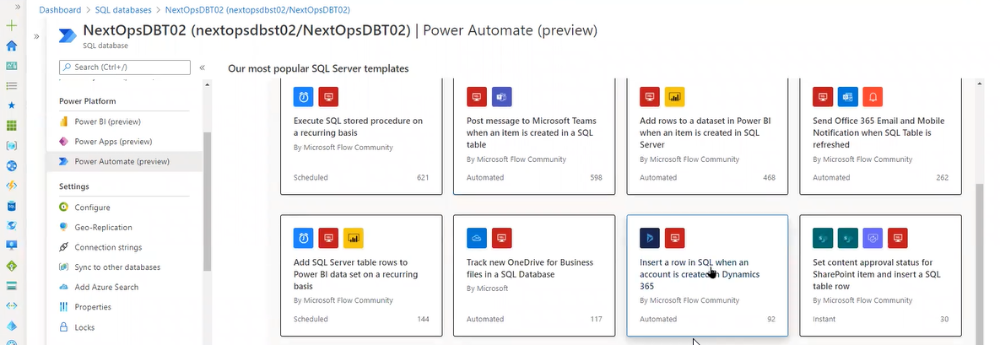 Dashboard > SQL databases > NextOpsDBT02 (nextopsdbst02/NextOpsDBT02)
NextOpsDBT02 (nextopsdbst02/NextOpsDBT02) | Power Automate (preview)
SQL database
Search (Ctrl+/)
Power Platform
Power BI (preview)
Power Apps (preview)
Power Automate (preview)
Settings
Configure
Geo-Replication
Connection strings
Sync to other databases
Add Azure Search
Properties
Locks
Our most popular SQL Server templates
Execute SQL stored procedure on
a recurring basis
By Microsoft Flow Community
Scheduled 621
Post message to Microsoft Teams
when an item is created in a SQL
table
By Microsoft Flow Community
Automated 598
Add rows to a dataset in Power BI
when an item is created in SQL
Server
By Microsoft Flow Community
Automated 468
Send Office 365 Email and Mobile
Notification when SQL Table is
refreshed
By Microsoft Flow Community
Automated 262
Add SQL Server table rows to
Power BI data set on a recurring
basis
By Microsoft Flow Community
Scheduled 144
Track new OneDrive for Business
files in a SQL Database
By Microsoft
Automated 117
Insert a row in SQL when an
account is created in Dynamics
365
By Microsoft Flow Community
Automated 92
Set content approval status for
SharePoint item and insert a SQL
table row
By Microsoft Flow Community
Instant 30